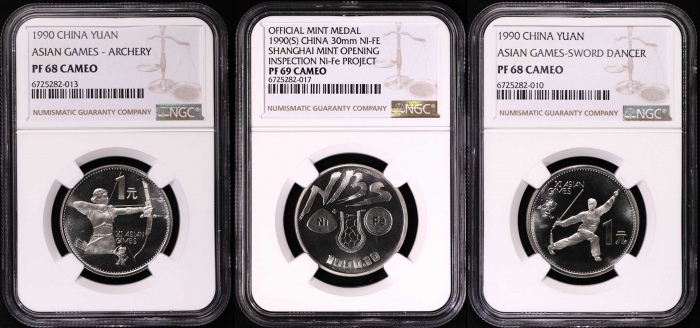 1990 CHINA YUAN
ASIAN GAMES - ARCHERY
PF 68 CAMEO
6725282-013
NUMISMATIC GUARANTY COMPANY
NGC
1元
XI ASIAN
GAMES
OFFICIAL MINT MEDAL
1990(S) CHINA 30mm NI-FE
SHANGHAI MINT OPENING
INSPECTION Ni-Fe PROJECT
PF 69 CAMEO
6725282-017
NUMISMATIC GUARANTY COMPANY
NGC
Ni
Fe
1990 CHINA YUAN
ASIAN GAMES-SWORD DANCER
PF 68 CAMEO
6725282-010
NUMISMATIC GUARANTY COMPANY
NGC
XI ASIAN
GAMES
1元